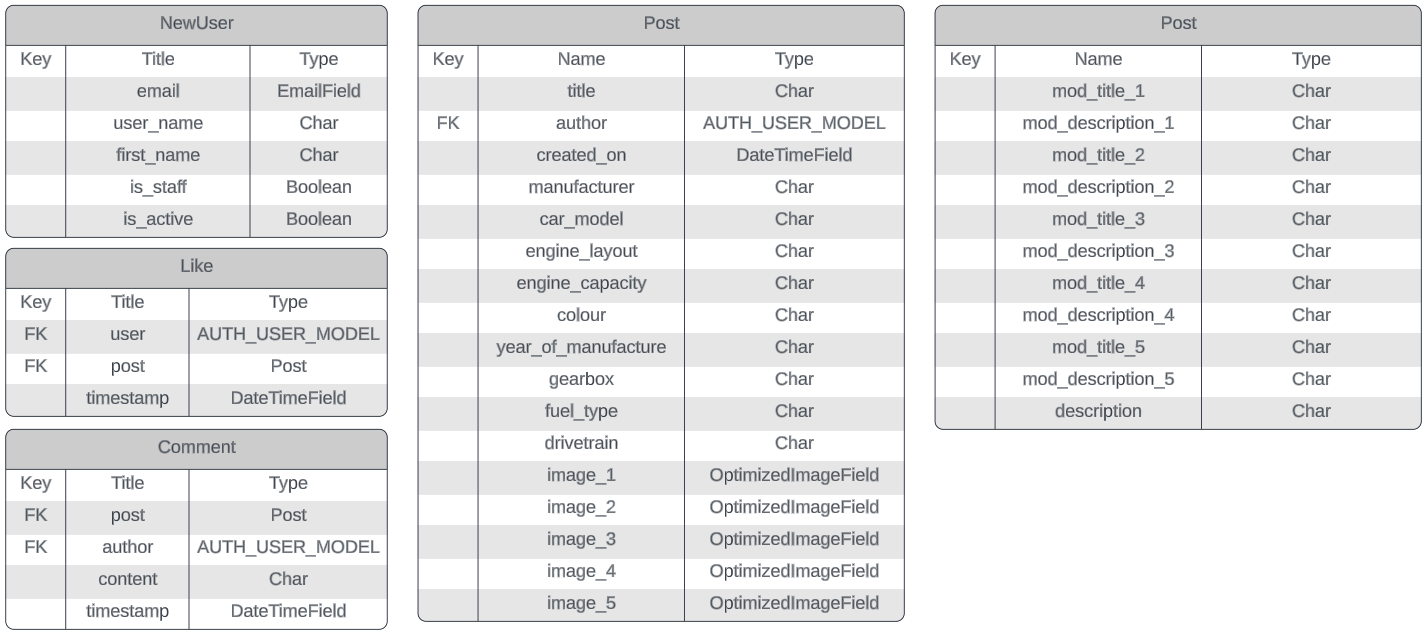 NewUser
Key Title Type
email EmailField
user_name Char
first_name Char
is_staff Boolean
is_active Boolean
Like
Key Title Type
FK user AUTH_USER_MODEL
FK post Post
timestamp DateTimeField
Comment
Key Title Type
FK post Post
FK author AUTH_USER_MODEL
content Char
timestamp DateTimeField
Post
Key Name Type
title Char
FK author AUTH_USER_MODEL
created_on DateTimeField
manufacturer Char
car_model Char
engine_layout Char
engine_capacity Char
colour Char
year_of_manufacture Char
gearbox Char
fuel_type Char
drivetrain Char
image_1 OptimizedImageField
image_2 OptimizedImageField
image_3 OptimizedImageField
image_4 OptimizedImageField
image_5 OptimizedImageField
Post
Key Name Type
mod_title_1 Char
mod_description_1 Char
mod_title_2 Char
mod_description_2 Char
mod_title_3 Char
mod_description_3 Char
mod_title_4 Char
mod_description_4 Char
mod_title_5 Char
mod_description_5 Char
description Char